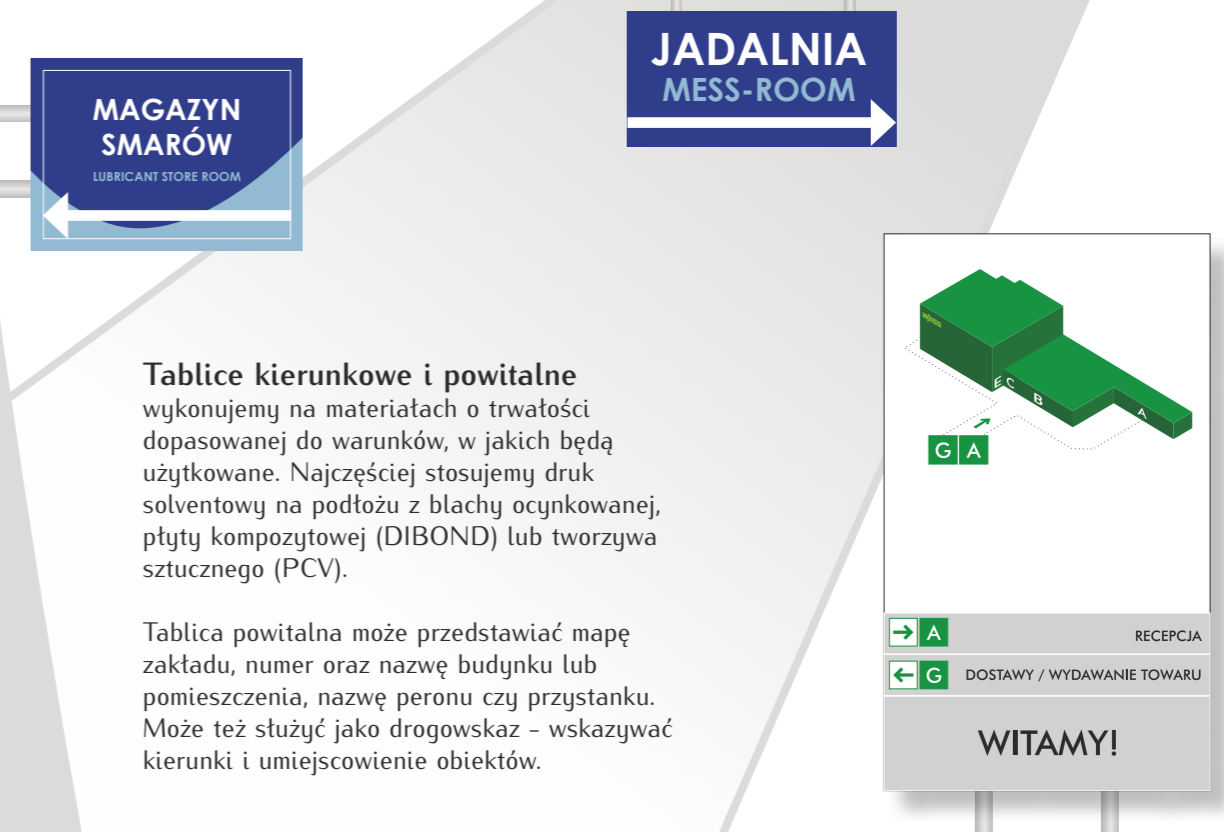 JADALNIA
MESS-ROOM
MAGAZYN
SMARÓW
LUBRICANT STORE ROOM
Tablice kierunkowe i powitalne
wykonujemy na materiałach o trwałości
dopasowanej do warunków, w jakich będą
użytkowane. Najczęściej stosujemy druk
solwentowy na podłożu z blachy ocynkowanej,
płyty kompozytowej (DIBOND) lub tworzywa
sztucznego (PCV).
Tablica powitalna może przedstawiać mapę
zakładu, numer oraz nazwę budynku lub
pomieszczenia, nazwę peronu czy przystanku.
Może też służyć jako drogowskaz – wskazywać
kierunki i umiejscowienie obiektów.
E C B A
G A
A RECEPCJA
G DOSTAWY / WYDAWANIE TOWARU
WITAMY!